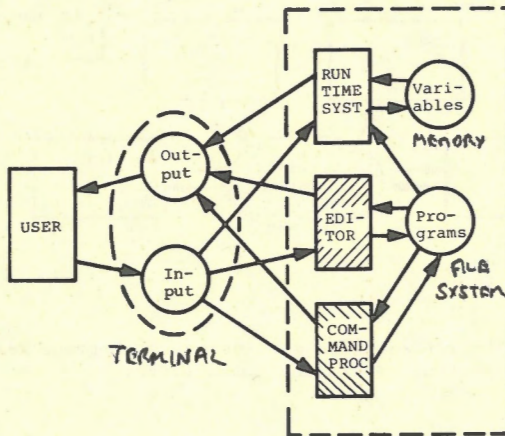 RUN
TIME
SYST
Vari-
ables
MEMORY
Out-
put
USER
EDI-
TOR
Pro-
grams
FILE
SYSTEM
In-
put
TERMINAL
COM-
MAND
PROC